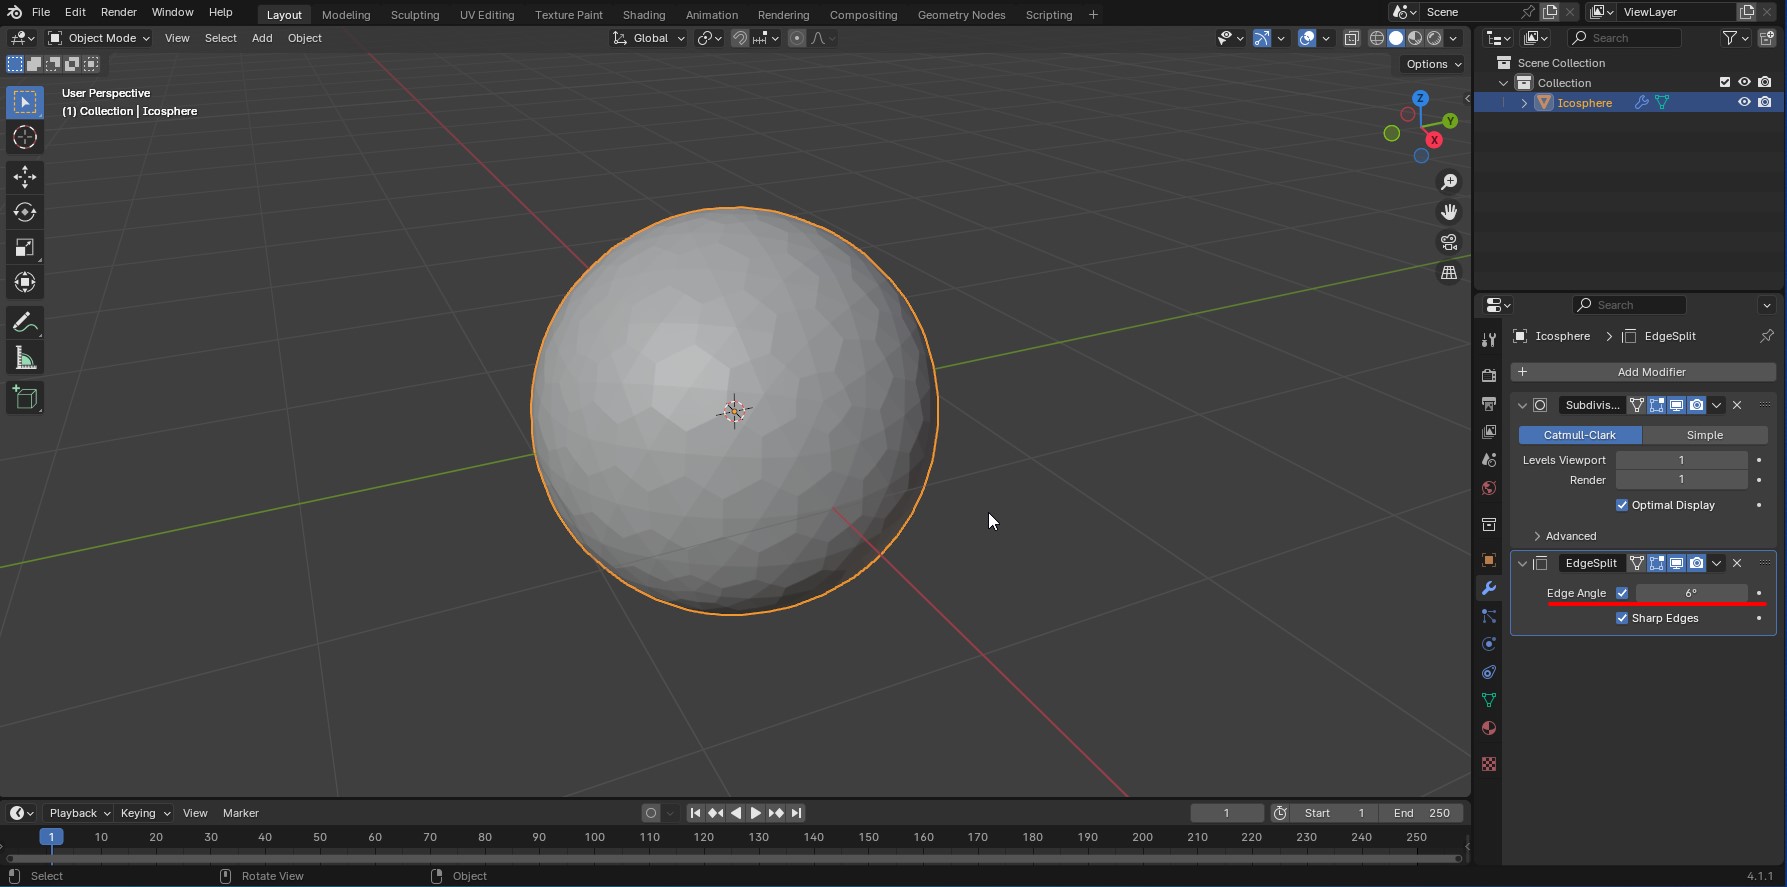 File Edit Render Window Help Layout Modeling Sculpting UV Editing Texture Paint Shading Animation Rendering Compositing Geometry Nodes Scripting + Scene ViewLayer
Object Mode View Select Add Object Global Search
Options
User Perspective
(1) Collection | Icosphere
Scene Collection
Collection
Icosphere
Z
Y
X
Search
Icosphere > EdgeSplit
+ Add Modifier
Subdivis...
Catmull-Clark Simple
Levels Viewport 1
Render 1
Optimal Display
Advanced
EdgeSplit
Edge Angle 6°
Sharp Edges
Playback Keying View Marker 1 Start 1 End 250
1 10 20 30 40 50 60 70 80 90 100 110 120 130 140 150 160 170 180 190 200 210 220 230 240 250
Select Rotate View Object 4.1.1